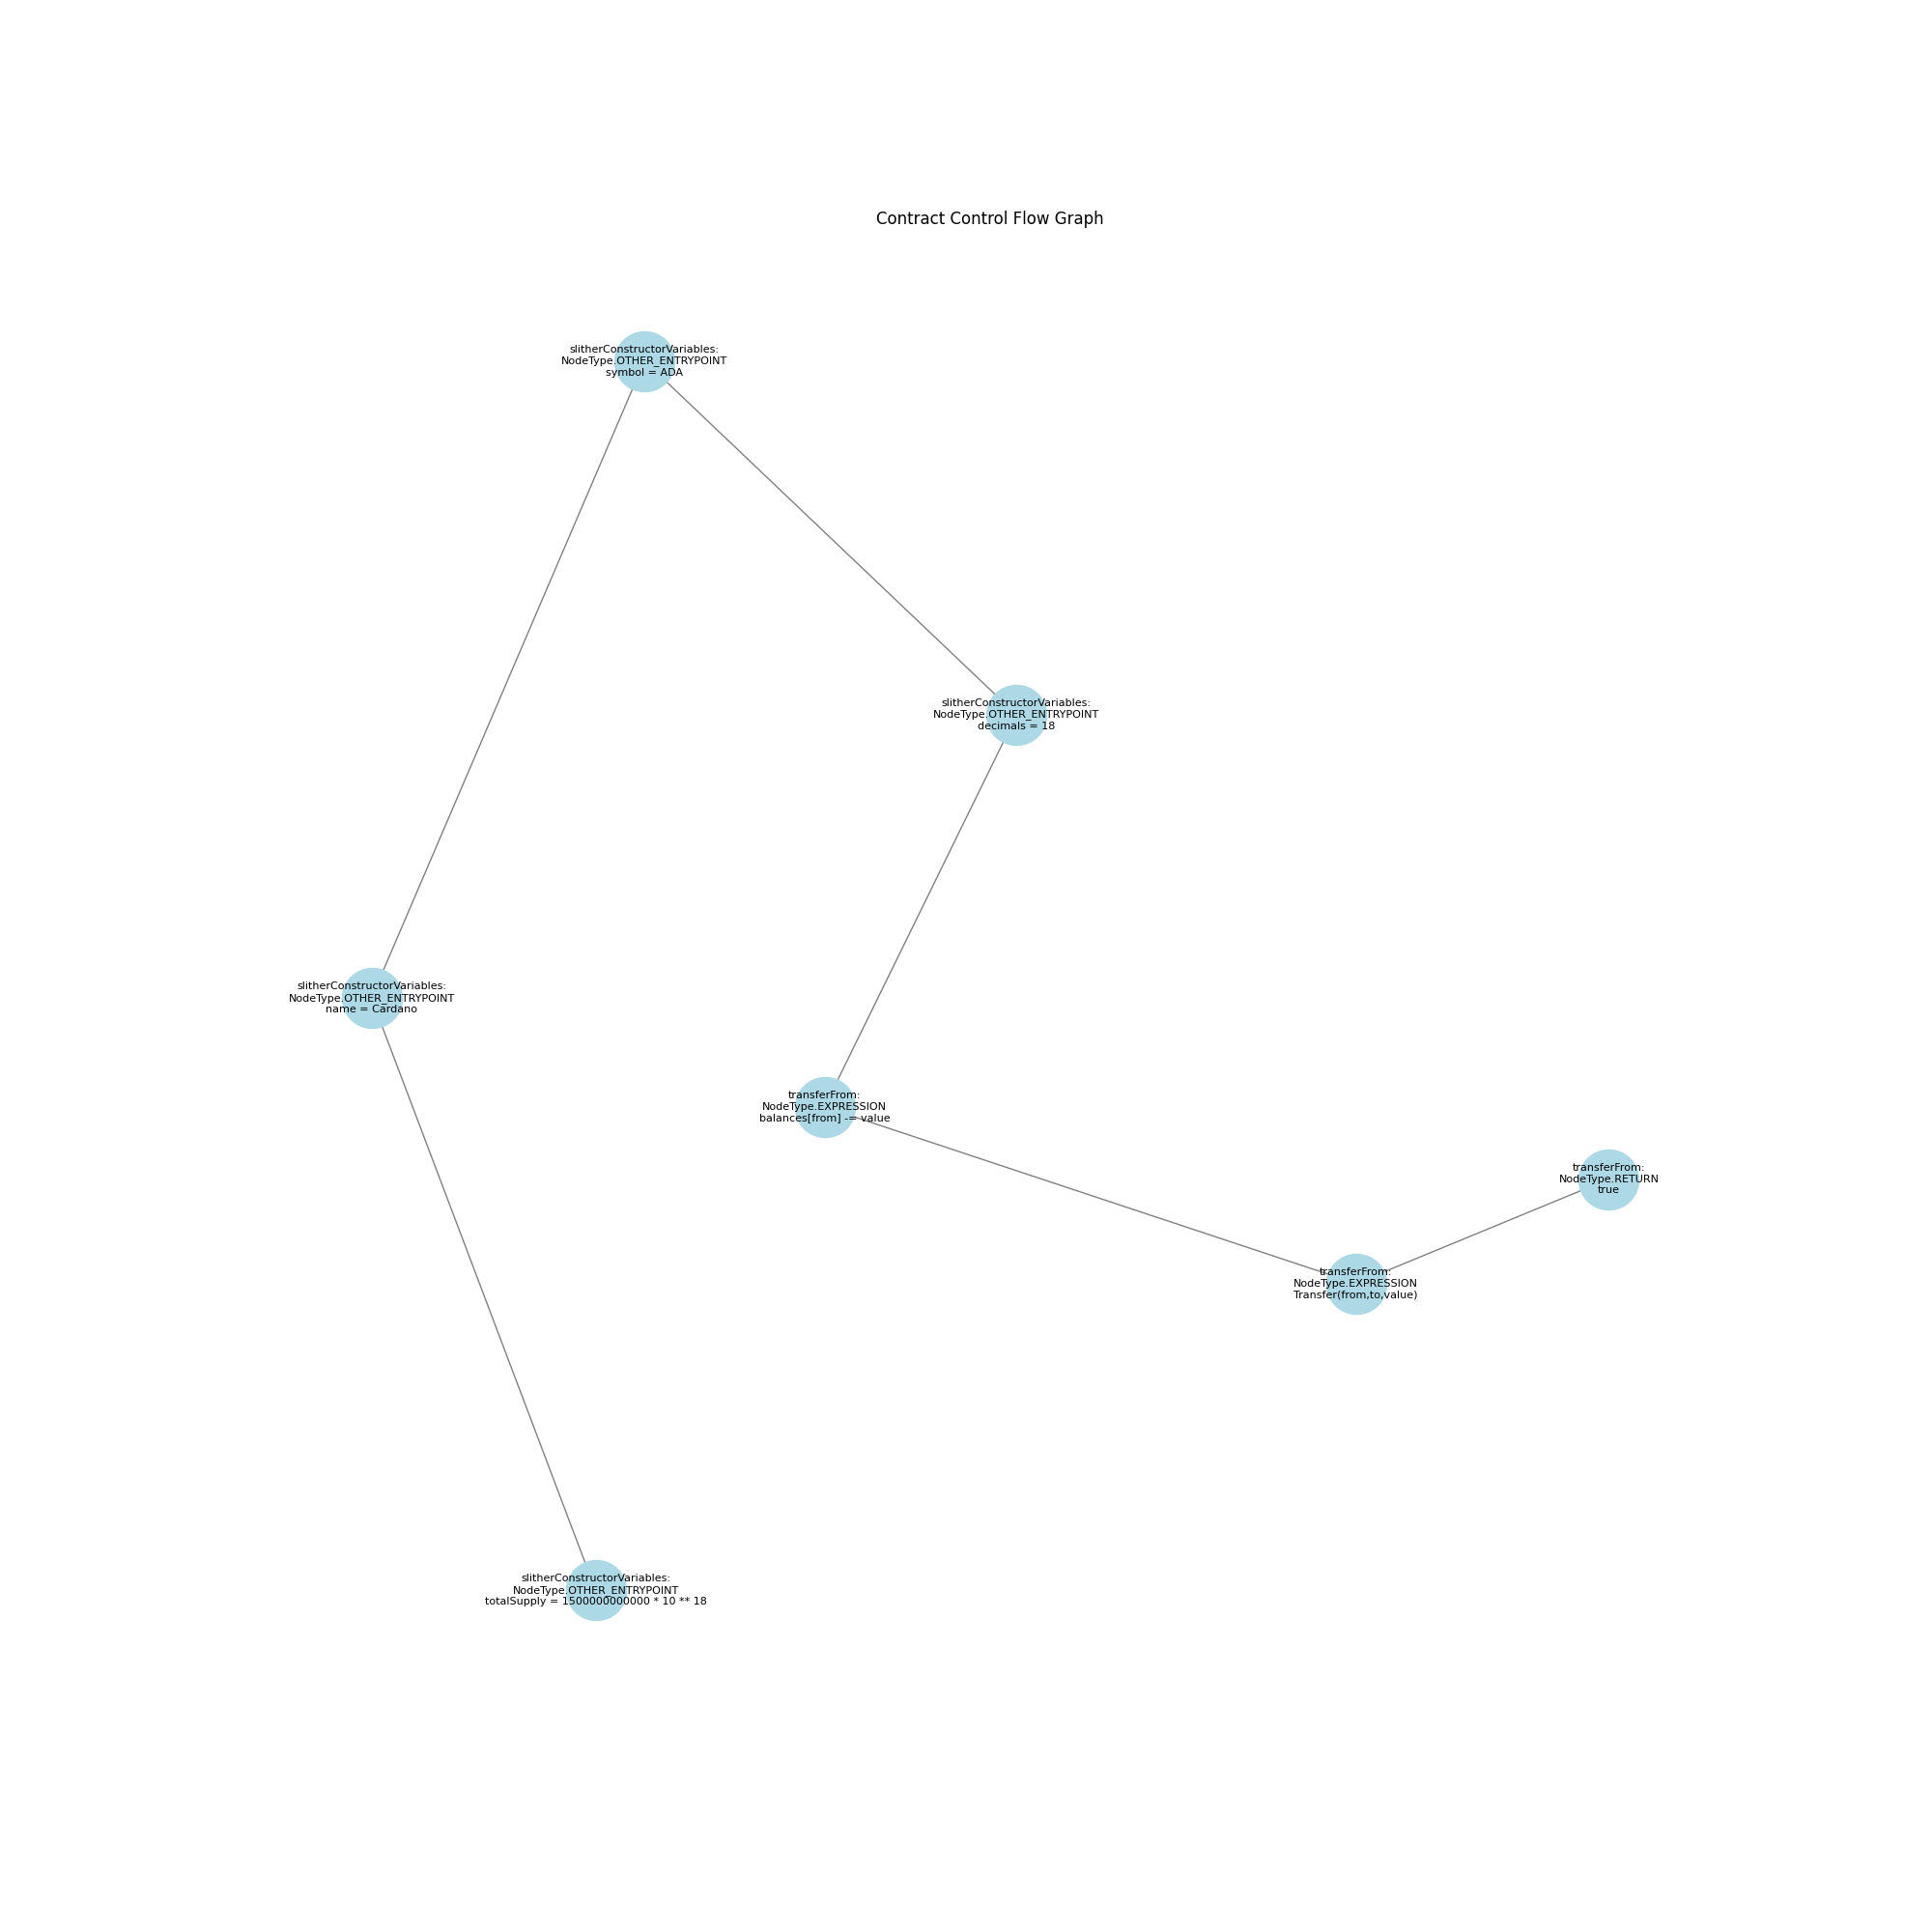 Contract Control Flow Graph
slitherConstructorVariables:
NodeType.OTHER_ENTRYPOINT
symbol = ADA
slitherConstructorVariables:
NodeType.OTHER_ENTRYPOINT
decimals = 18
slitherConstructorVariables:
NodeType.OTHER_ENTRYPOINT
name = Cardano
transferFrom:
NodeType.EXPRESSION
balances[from] -= value
transferFrom:
NodeType.RETURN
true
transferFrom:
NodeType.EXPRESSION
Transfer(from,to,value)
slitherConstructorVariables:
NodeType.OTHER_ENTRYPOINT
totalSupply = 1500000000000 * 10 ** 18